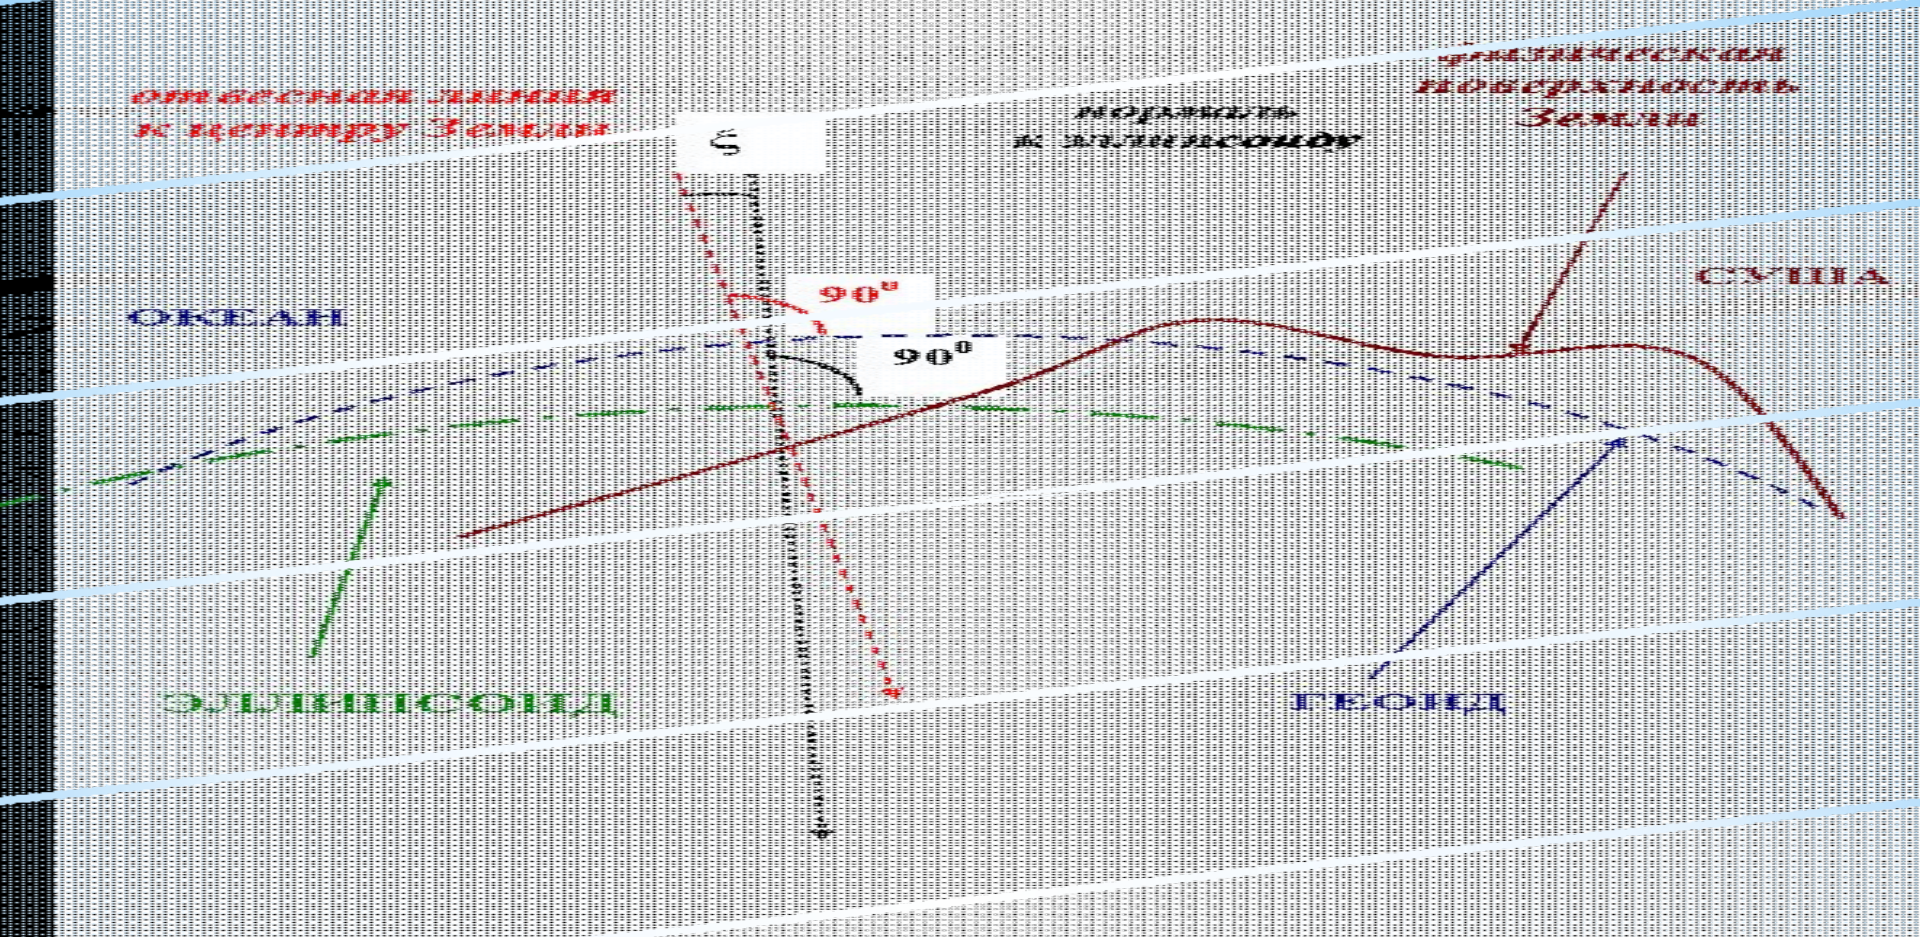 отвесная линия
к центру Земли
ξ
нормаль
к эллипсоиду
физическая
поверхность
Земли
90⁰
СУША
ОКЕАН
90⁰
ЭЛЛИПСОИД
ГЕОИД